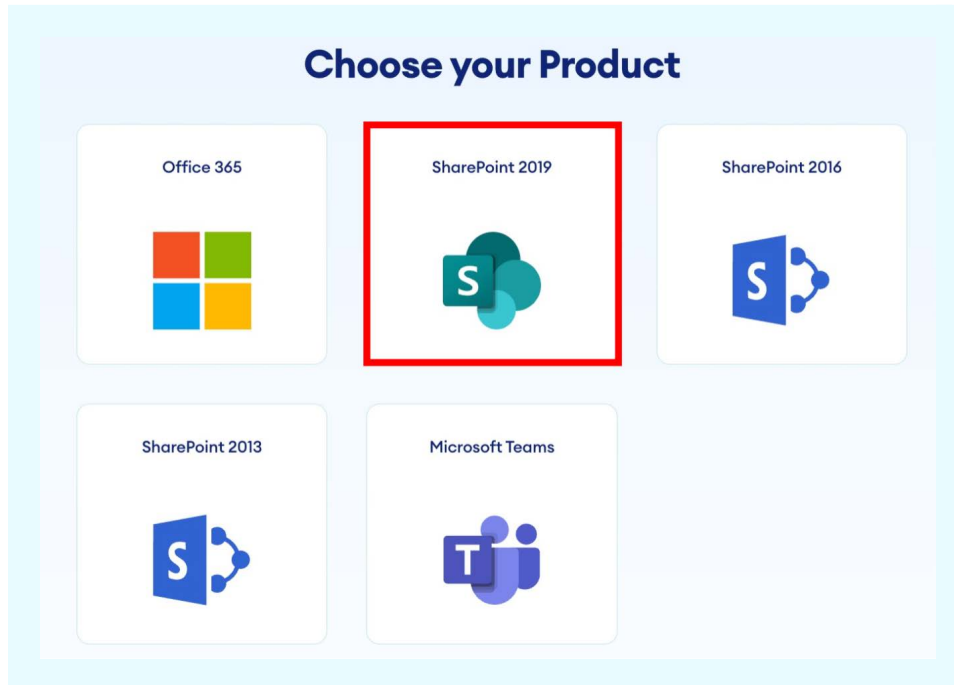 Choose your Product
Office 365
SharePoint 2019
SharePoint 2016
S
S
SharePoint 2013
Microsoft Teams
S
T